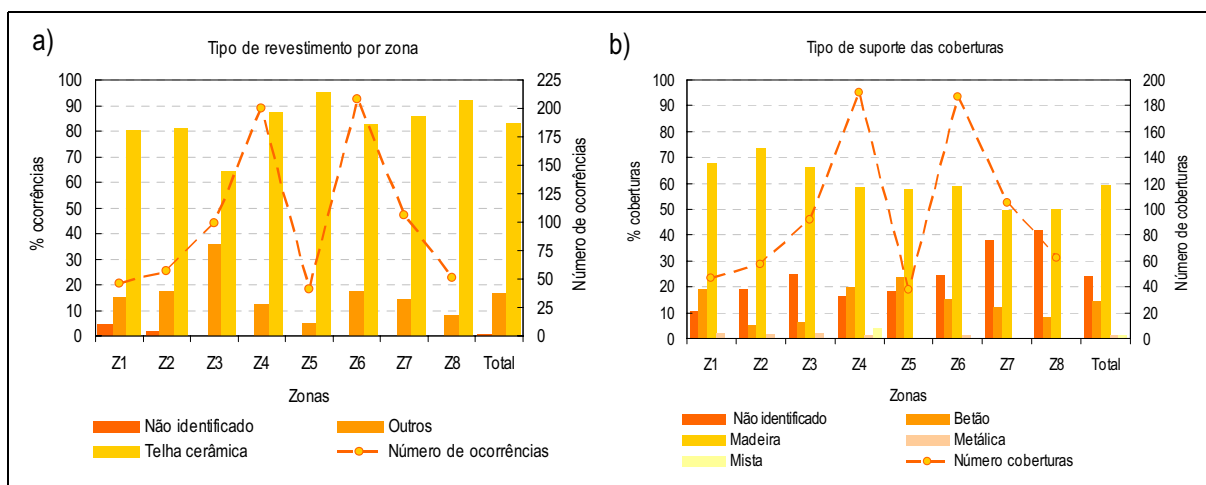 a)
Tipo de revestimento por zona
% ocorrências
100
90
80
70
60
50
40
30
20
10
0
225
200
175
150
125
100
75
50
25
0
Número de ocorrências
Z1 Z2 Z3 Z4 Z5 Z6 Z7 Z8 Total
Zonas
Não identificado Outros
Telha cerâmica Número de ocorrências
b)
Tipo de suporte das coberturas
% coberturas
100
90
80
70
60
50
40
30
20
10
0
200
180
160
140
120
100
80
60
40
20
0
Número de coberturas
Z1 Z2 Z3 Z4 Z5 Z6 Z7 Z8 Total
Zonas
Não identificado Betão
Madeira Metálica
Mista Número coberturas